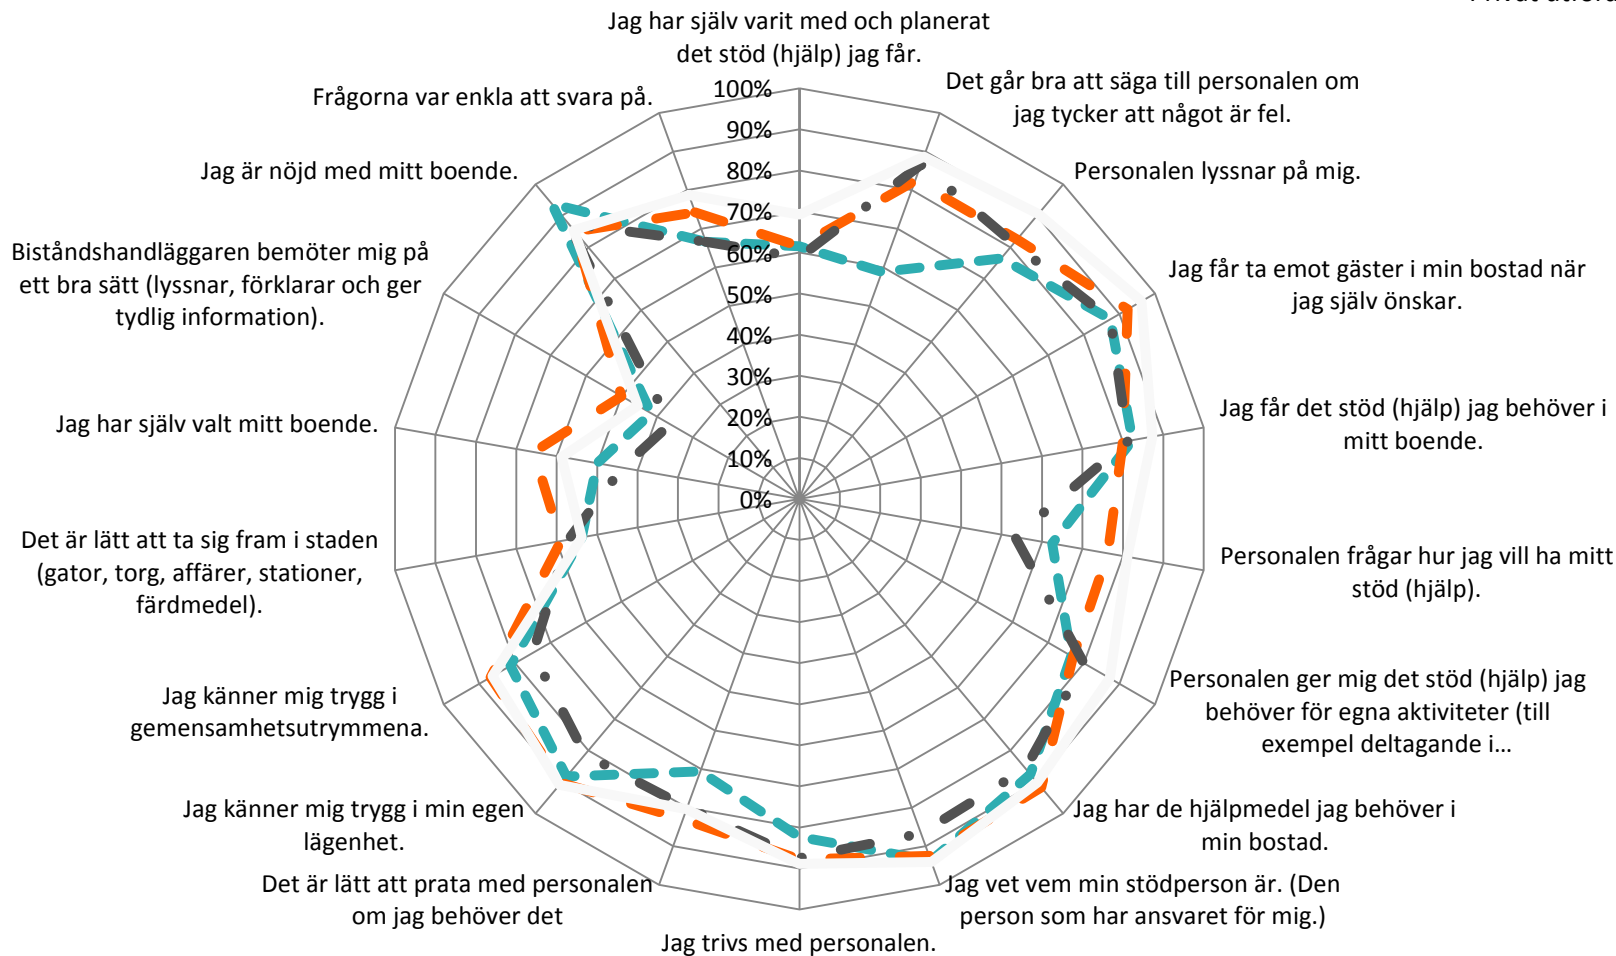 Jag har själv varit med och planerat
det stöd (hjälp) jag får.
Det går bra att säga till personalen om
jag tycker att något är fel.
Personalen lyssnar på mig.
Jag får ta emot gäster i min bostad när
jag själv önskar.
Jag får det stöd (hjälp) jag behöver i
mitt boende.
Personalen frågar hur jag vill ha mitt
stöd (hjälp).
Personalen ger mig det stöd (hjälp) jag
behöver för egna aktiviteter (till
exempel deltagande i…
Jag har de hjälpmedel jag behöver i
min bostad.
Jag vet vem min stödperson är. (Den
person som har ansvaret för mig.)
Jag trivs med personalen.
Det är lätt att prata med personalen
om jag behöver det
Jag känner mig trygg i min egen
lägenhet.
Jag känner mig trygg i
gemensamhetsutrymmena.
Det är lätt att ta sig fram i staden
(gator, torg, affärer, stationer,
färdmedel).
Jag har själv valt mitt boende.
Biståndshandläggaren bemöter mig på
ett bra sätt (lyssnar, förklarar och ger
tydlig information).
Jag är nöjd med mitt boende.
Frågorna var enkla att svara på.
100%
90%
80%
70%
60%
50%
40%
30%
20%
10%
0%